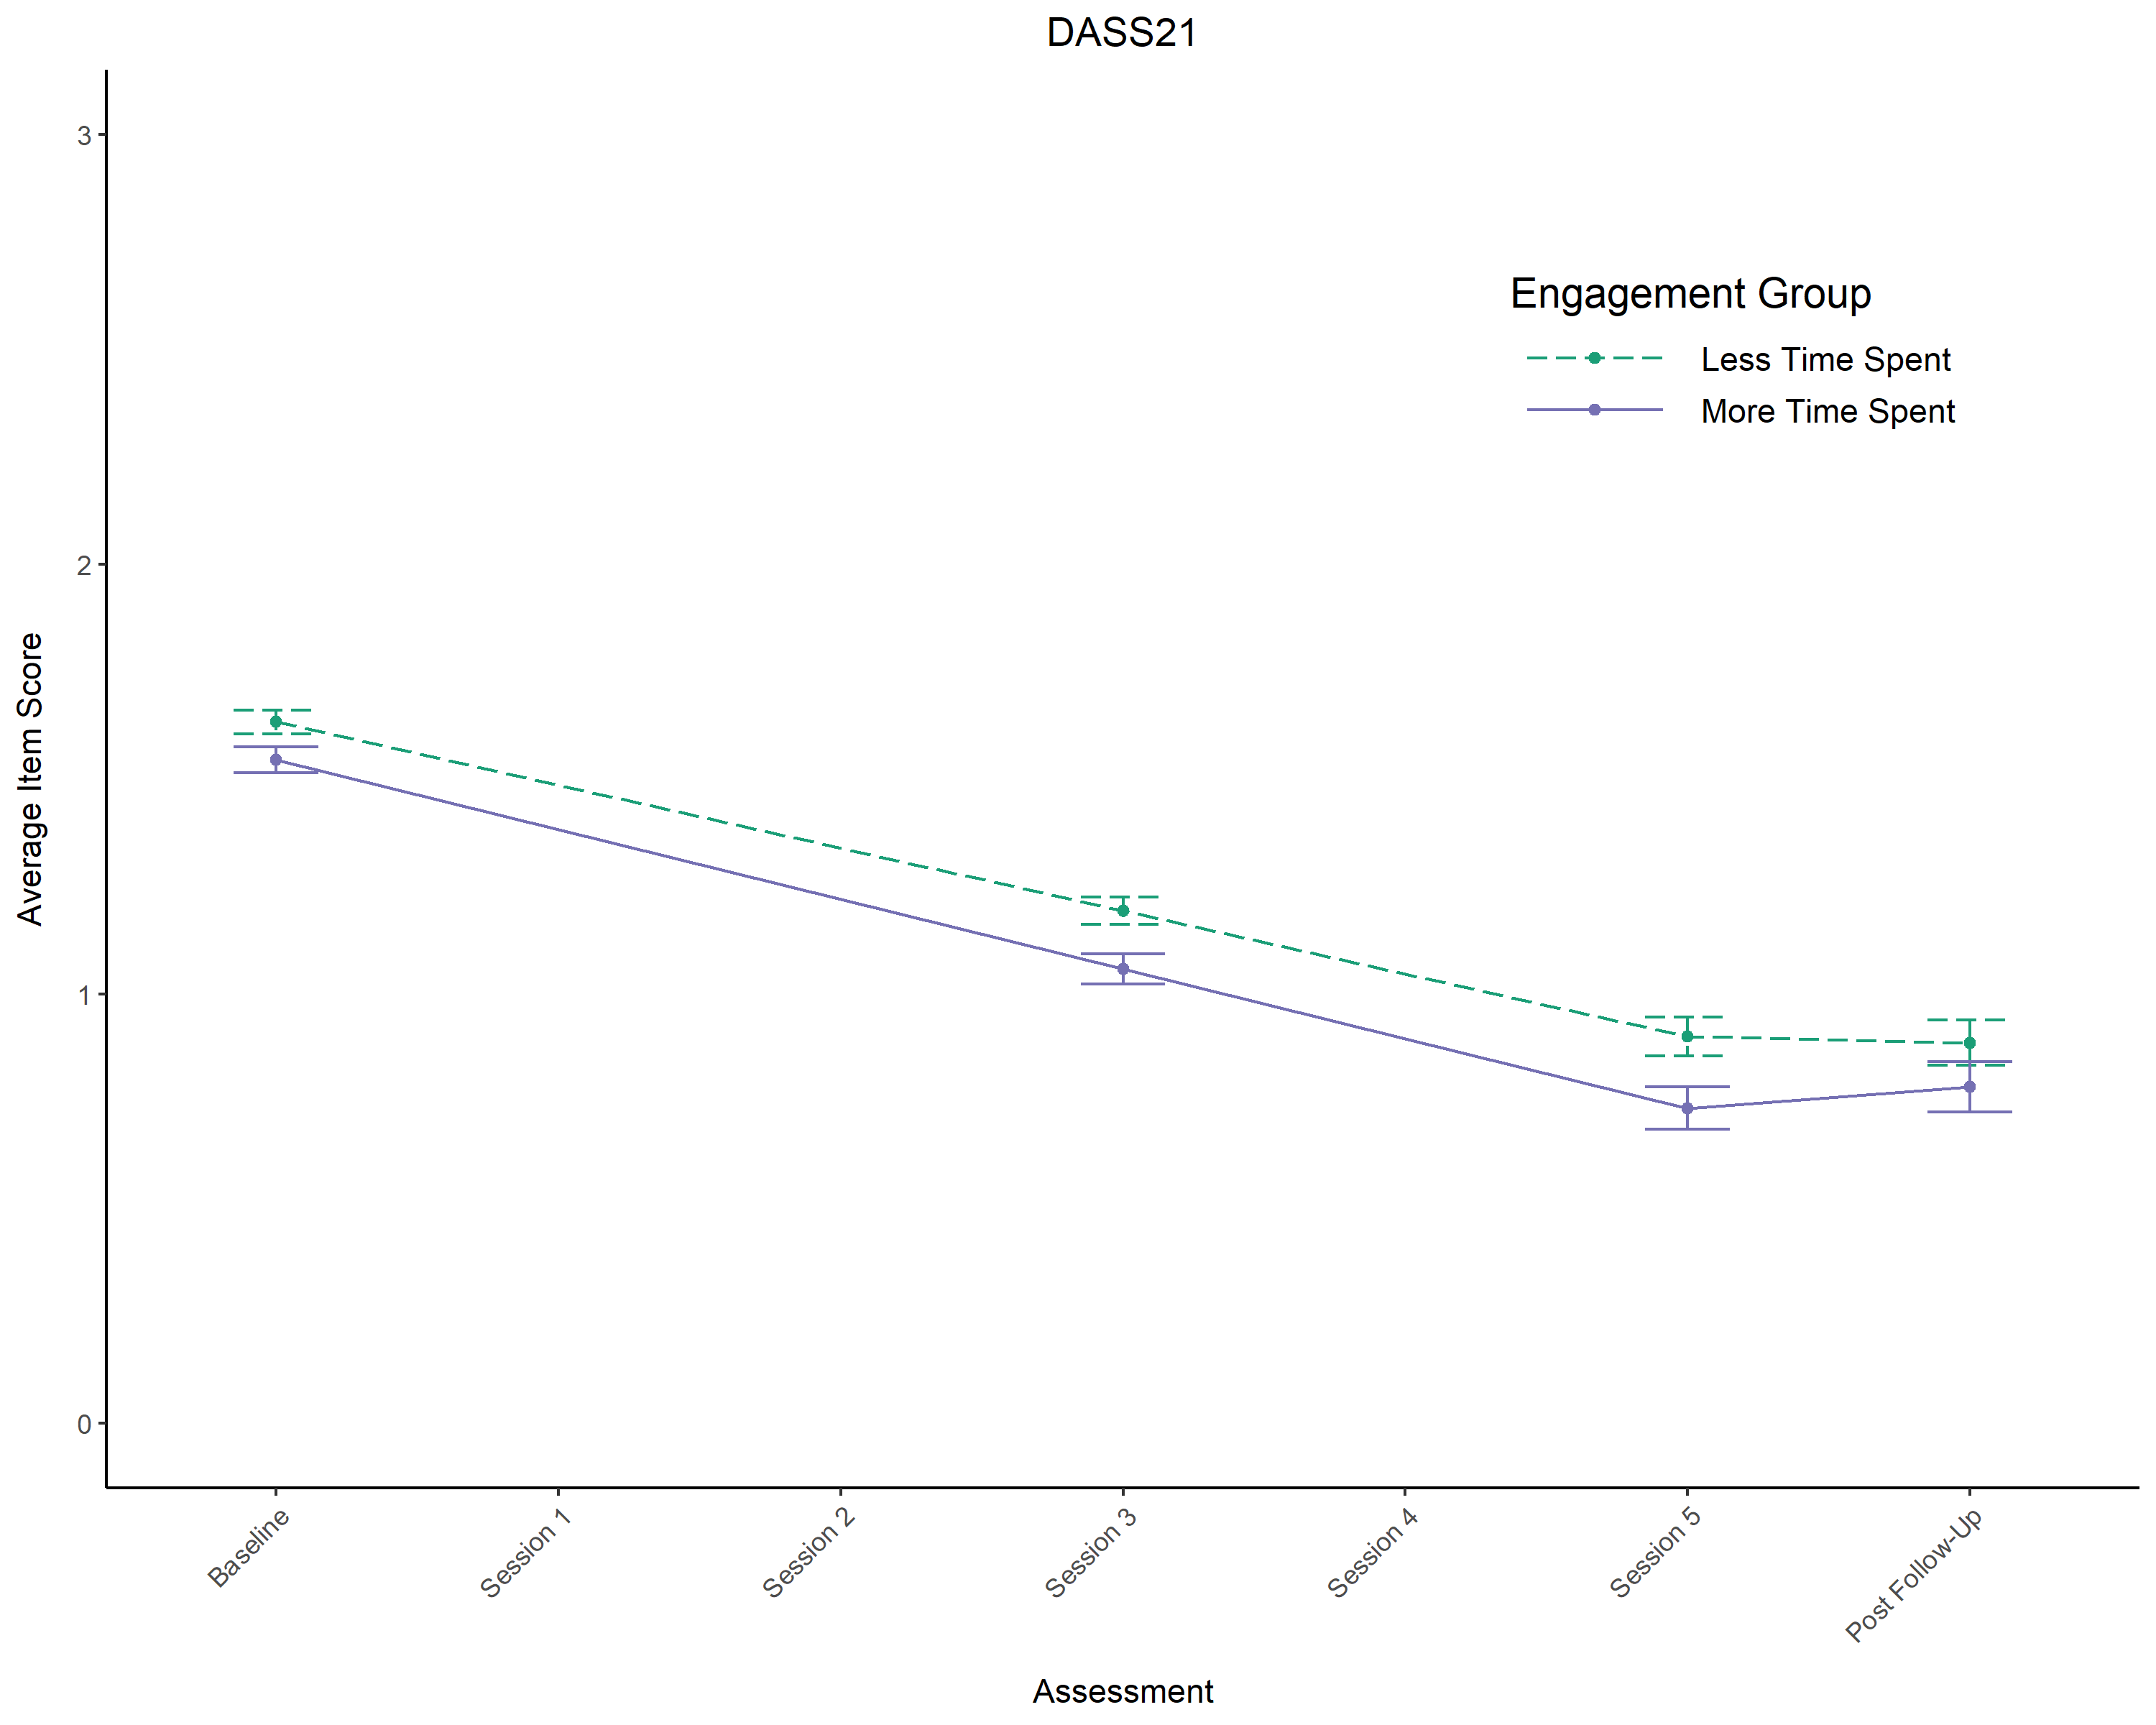 DASS21
3
2
1
0
Average Item Score
Engagement Group
Less Time Spent
More Time Spent
Baseline
Session 1
Session 2
Session 3
Session 4
Session 5
Post Follow-Up
Assessment